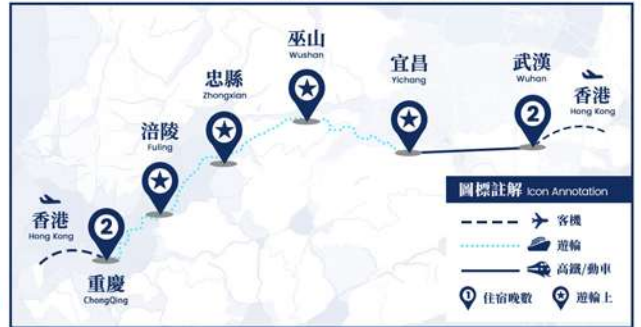 巫山
Wushan
宜昌
Yichang
武漢
Wuhan
忠縣
Zhongxian
香港
Hong Kong
涪陵
Fuling
2
香港
Hong Kong
2
重慶
ChongQing
圖標註解 Icon Annotation
客機
遊輪
高鐵/動車
1 住宿晚數
遊輪上